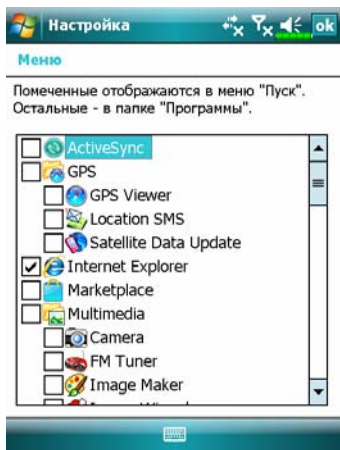 Настройка
ok
Меню
Помеченные отображаются в меню "Пуск".
Остальные - в папке "Программы".
ActiveSync
GPS
GPS Viewer
Location SMS
Satellite Data Update
Internet Explorer
Marketplace
Multimedia
Camera
FM Tuner
Image Maker